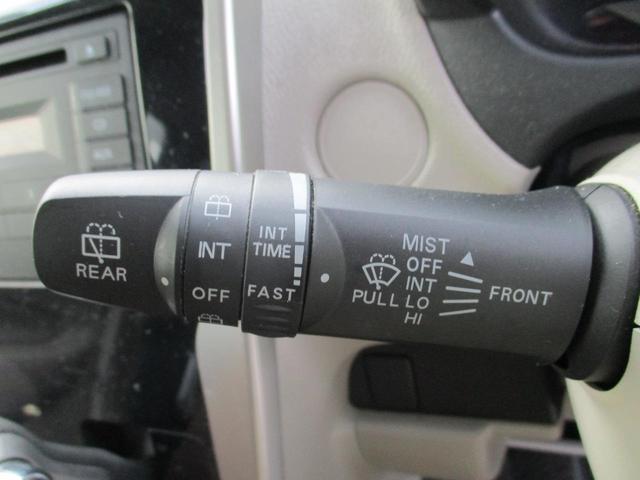 REAR
INT
OFF
INT
TIME
FAST
PULL
MIST
OFF
INT
LO
HI
FRONT